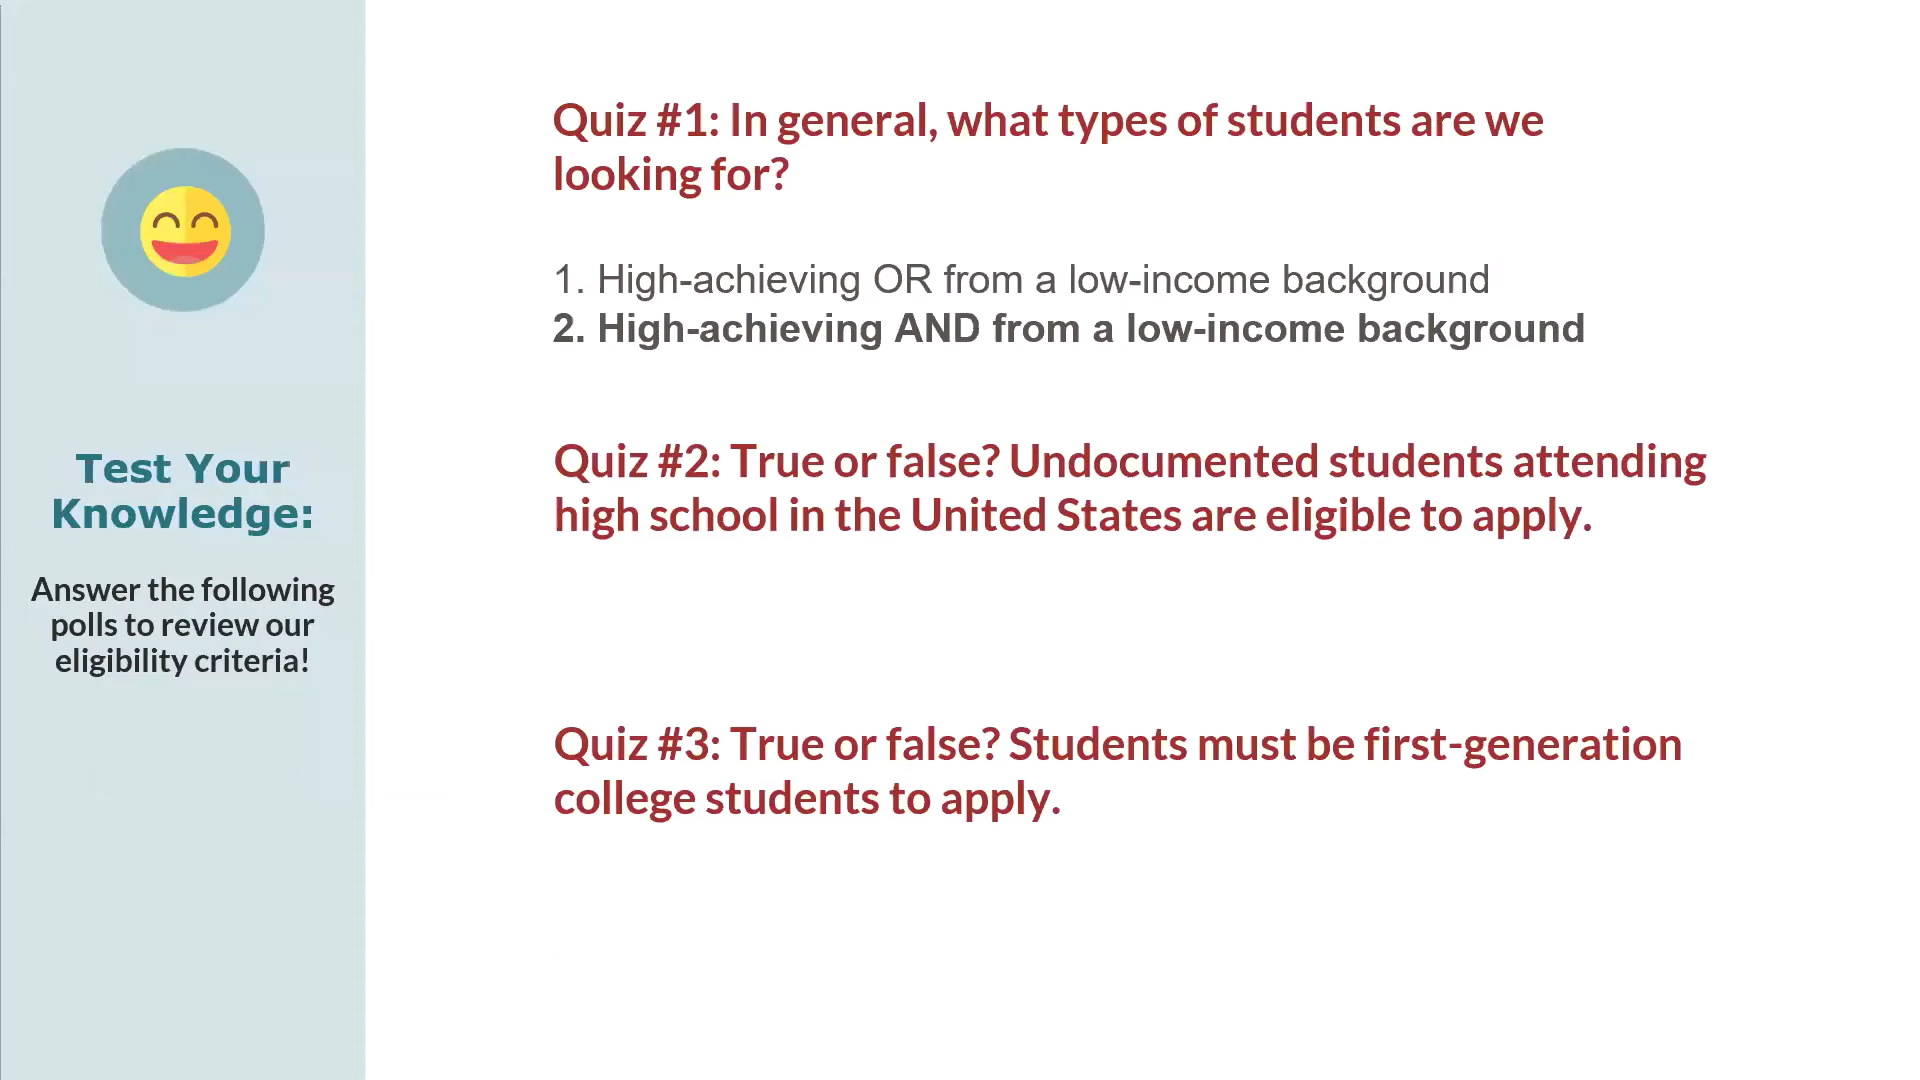 Test Your
Knowledge:
Answer the following
polls to review our
eligibility criteria!
Quiz #1: In general, what types of students are we
looking for?
1. High-achieving OR from a low-income background
2. High-achieving AND from a low-income background
Quiz #2: True or false? Undocumented students attending
high school in the United States are eligible to apply.
Quiz #3: True or false? Students must be first-generation
college students to apply.